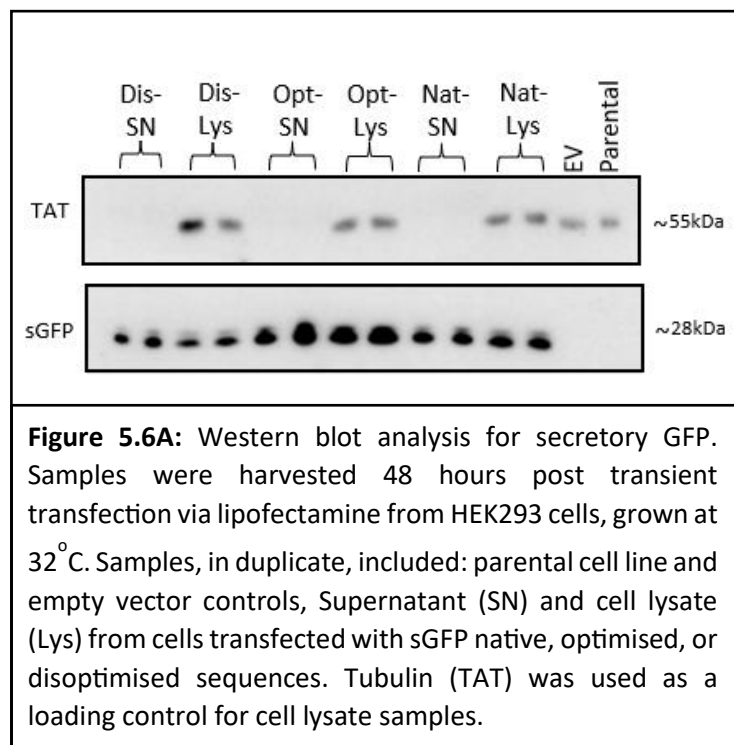 Dis-
SN
Dis-
Lys
Opt-
SN
Opt-
Lys
Nat-
SN
Nat-
Lys
EV
Parental
TAT
~55kDa
sGFP
~28kDa
Figure 5.6A: Western blot analysis for secretory GFP.
Samples were harvested 48 hours post transient
transfection via lipofectamine from HEK293 cells, grown at
32°C. Samples, in duplicate, included: parental cell line and
empty vector controls, Supernatant (SN) and cell lysate
(Lys) from cells transfected with sGFP native, optimised, or
disoptimised sequences. Tubulin (TAT) was used as a
loading control for cell lysate samples.